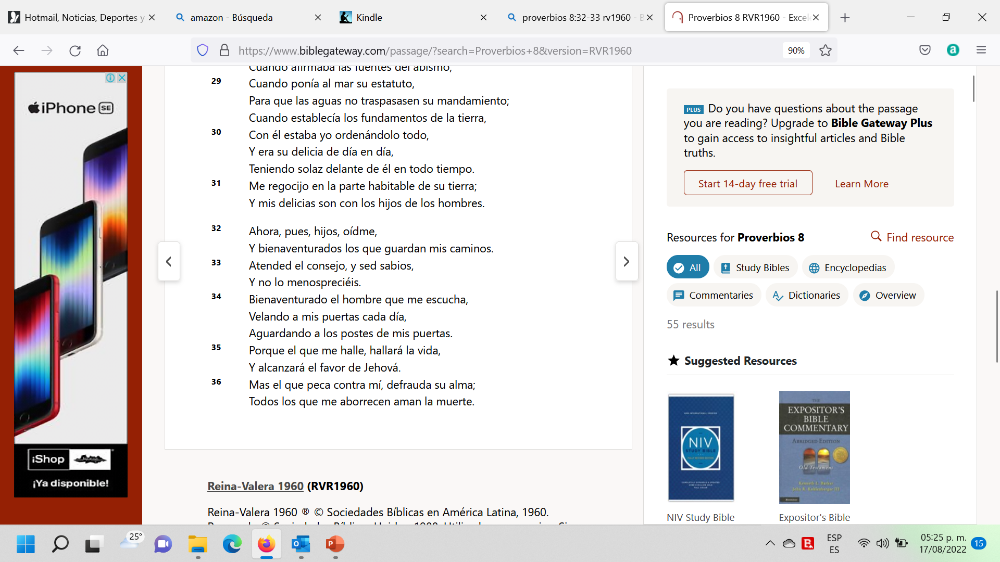 Hotmail, Noticias, Deportes y
amazon - Búsqueda
Kindle
proverbios 8:32-33 rv1960 - B
Proverbios 8 RVR1960 - Excel
https://www.biblegateway.com/passage/?search=Proverbios+8&version=RVR1960
90%
iPhone SE
iShop
¡Ya disponible!
Cuando afirmaba las fuentes del abismo,
29 Cuando ponía al mar su estatuto,
Para que las aguas no traspasasen su mandamiento;
Cuando establecía los fundamentos de la tierra,
30 Con él estaba yo ordenándolo todo,
Y era su delicia de día en día,
Teniendo solaz delante de él en todo tiempo.
31 Me regocijo en la parte habitable de su tierra;
Y mis delicias son con los hijos de los hombres.
32 Ahora, pues, hijos, oídme,
Y bienaventurados los que guardan mis caminos.
33 Atended el consejo, y sed sabios,
Y no lo menospreciéis.
34 Bienaventurado el hombre que me escucha,
Velando a mis puertas cada día,
Aguardando a los postes de mis puertas.
35 Porque el que me halle, hallará la vida,
Y alcanzará el favor de Jehová.
36 Mas el que peca contra mí, defrauda su alma;
Todos los que me aborrecen aman la muerte.
Reina-Valera 1960 (RVR1960)
Reina-Valera 1960 ® © Sociedades Bíblicas en América Latina, 1960.
PLUS Do you have questions about the passage
you are reading? Upgrade to Bible Gateway Plus
to gain access to insightful articles and Bible
truths.
Start 14-day free trial
Learn More
Resources for Proverbios 8
Find resource
All
Study Bibles
Encyclopedias
Commentaries
Dictionaries
Overview
55 results
Suggested Resources
NIV
STUDY BIBLE
THE
EXPOSITOR'S
BIBLE
COMMENTARY
ABRIDGED EDITION
Old Testament
Kenneth L. Barker
John R. Kohlenberger III
NIV Study Bible
Expositor's Bible
25°
ESP
ES
05:25 p. m.
17/08/2022
15